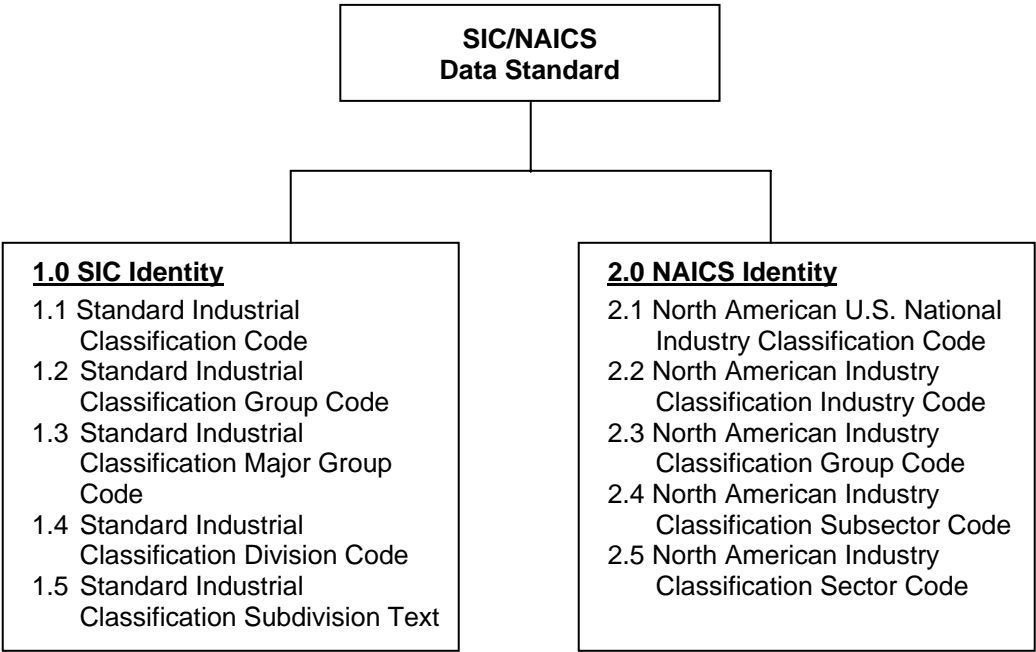 SIC/NAICS
Data Standard
1.0 SIC Identity
1.1 Standard Industrial
Classification Code
1.2 Standard Industrial
Classification Group Code
1.3 Standard Industrial
Classification Major Group
Code
1.4 Standard Industrial
Classification Division Code
1.5 Standard Industrial
Classification Subdivision Text
2.0 NAICS Identity
2.1 North American U.S. National
Industry Classification Code
2.2 North American Industry
Classification Industry Code
2.3 North American Industry
Classification Group Code
2.4 North American Industry
Classification Subsector Code
2.5 North American Industry
Classification Sector Code